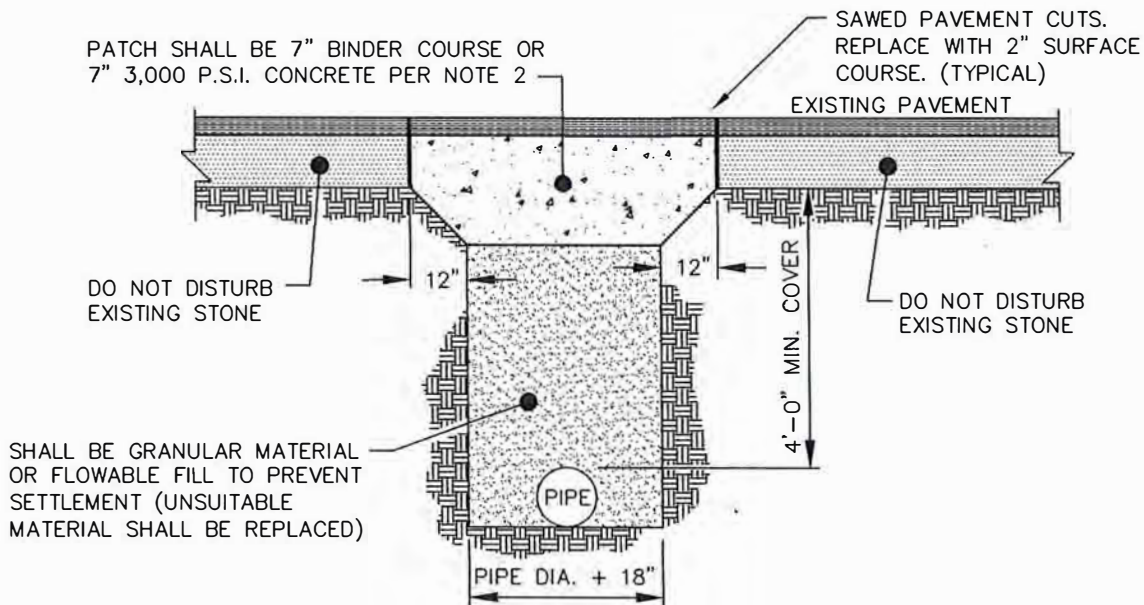 PATCH SHALL BE 7" BINDER COURSE OR
7" 3,000 P.S.I. CONCRETE PER NOTE 2
SAWED PAVEMENT CUTS.
REPLACE WITH 2" SURFACE
COURSE. (TYPICAL)
EXISTING PAVEMENT
DO NOT DISTURB
EXISTING STONE
12"
12"
4'-0" MIN. COVER
DO NOT DISTURB
EXISTING STONE
SHALL BE GRANULAR MATERIAL
OR FLOWABLE FILL TO PREVENT
SETTLEMENT (UNSUITABLE
MATERIAL SHALL BE REPLACED)
PIPE
PIPE DIA. + 18"